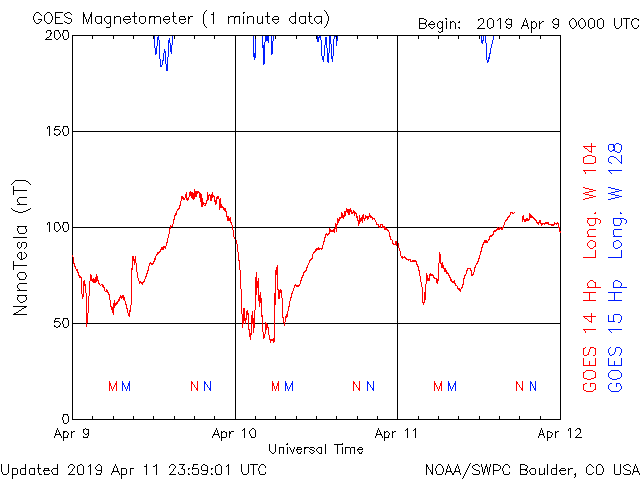 GOES Magnetometer (1 minute data)
Begin: 2019 Apr 9 0000 UTC
200
150
100
50
0
NanoTesla (nT)
M M N N M M N N M M N N
Apr 9 Apr 10 Apr 11 Apr 12
Universal Time
GOES 14 Hp Long. W 104
GOES 15 Hp Long. W 128
Updated 2019 Apr 11 23:59:01 UTC
NOAA/SWPC Boulder, CO USA